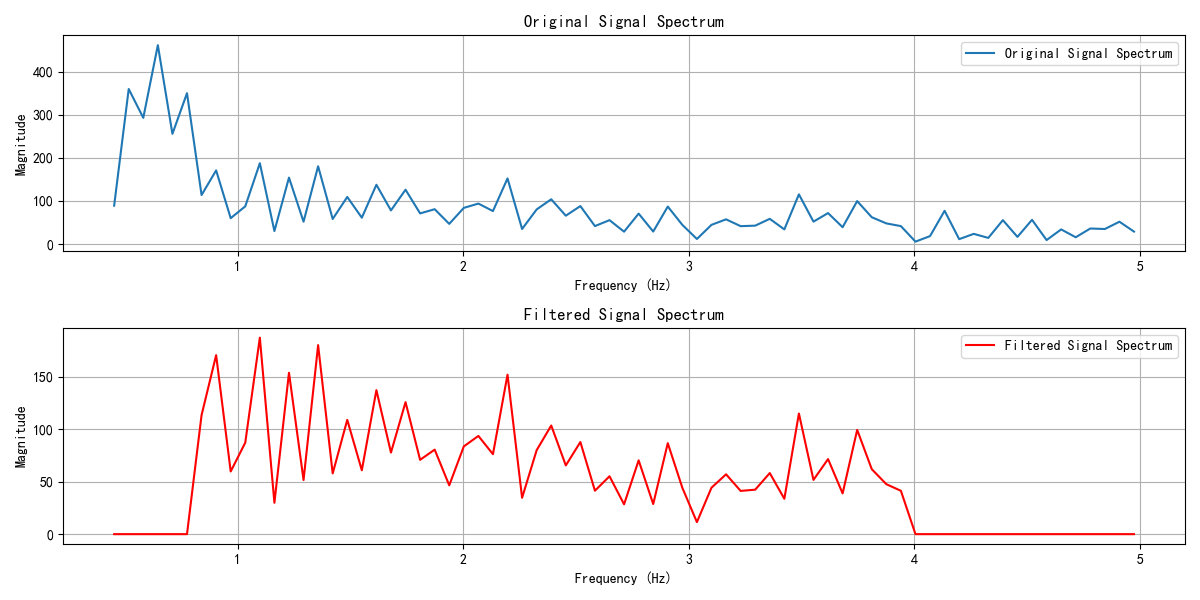 Original Signal Spectrum
Original Signal Spectrum
Magnitude
400
300
200
100
0
1 2 3 4 5
Frequency (Hz)
Filtered Signal Spectrum
Filtered Signal Spectrum
Magnitude
150
100
50
0
1 2 3 4 5
Frequency (Hz)